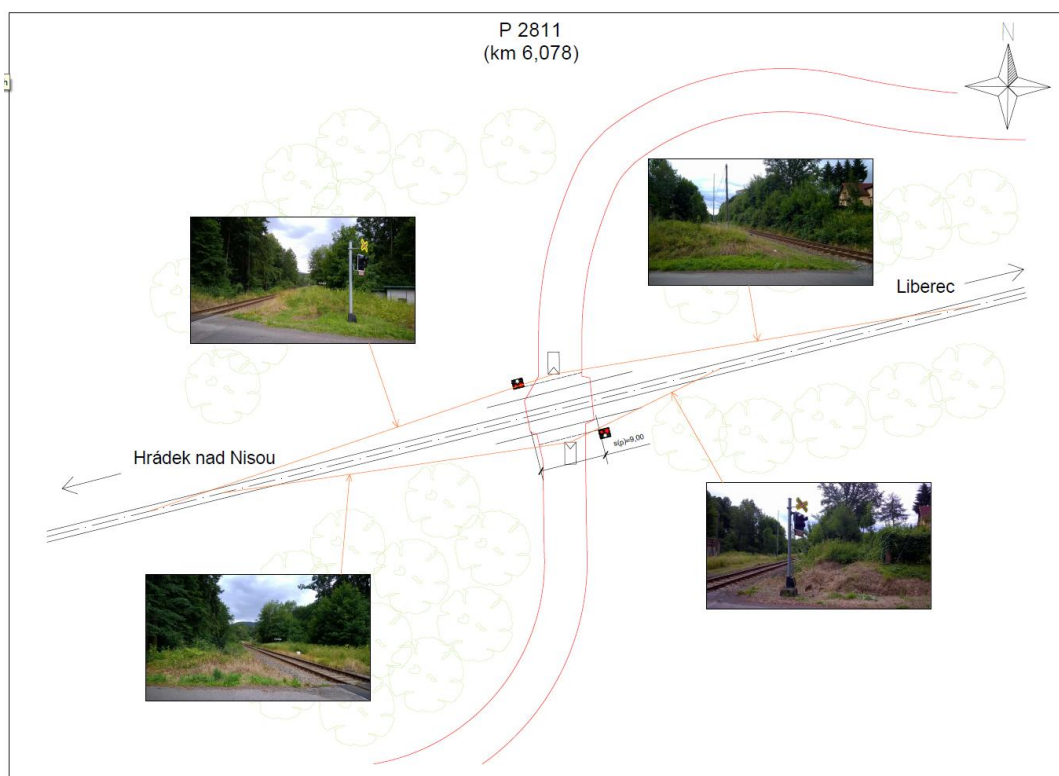 P 2811
(km 6,078)
N
Liberec
Hrádek nad Nisou
s(p)=9,00